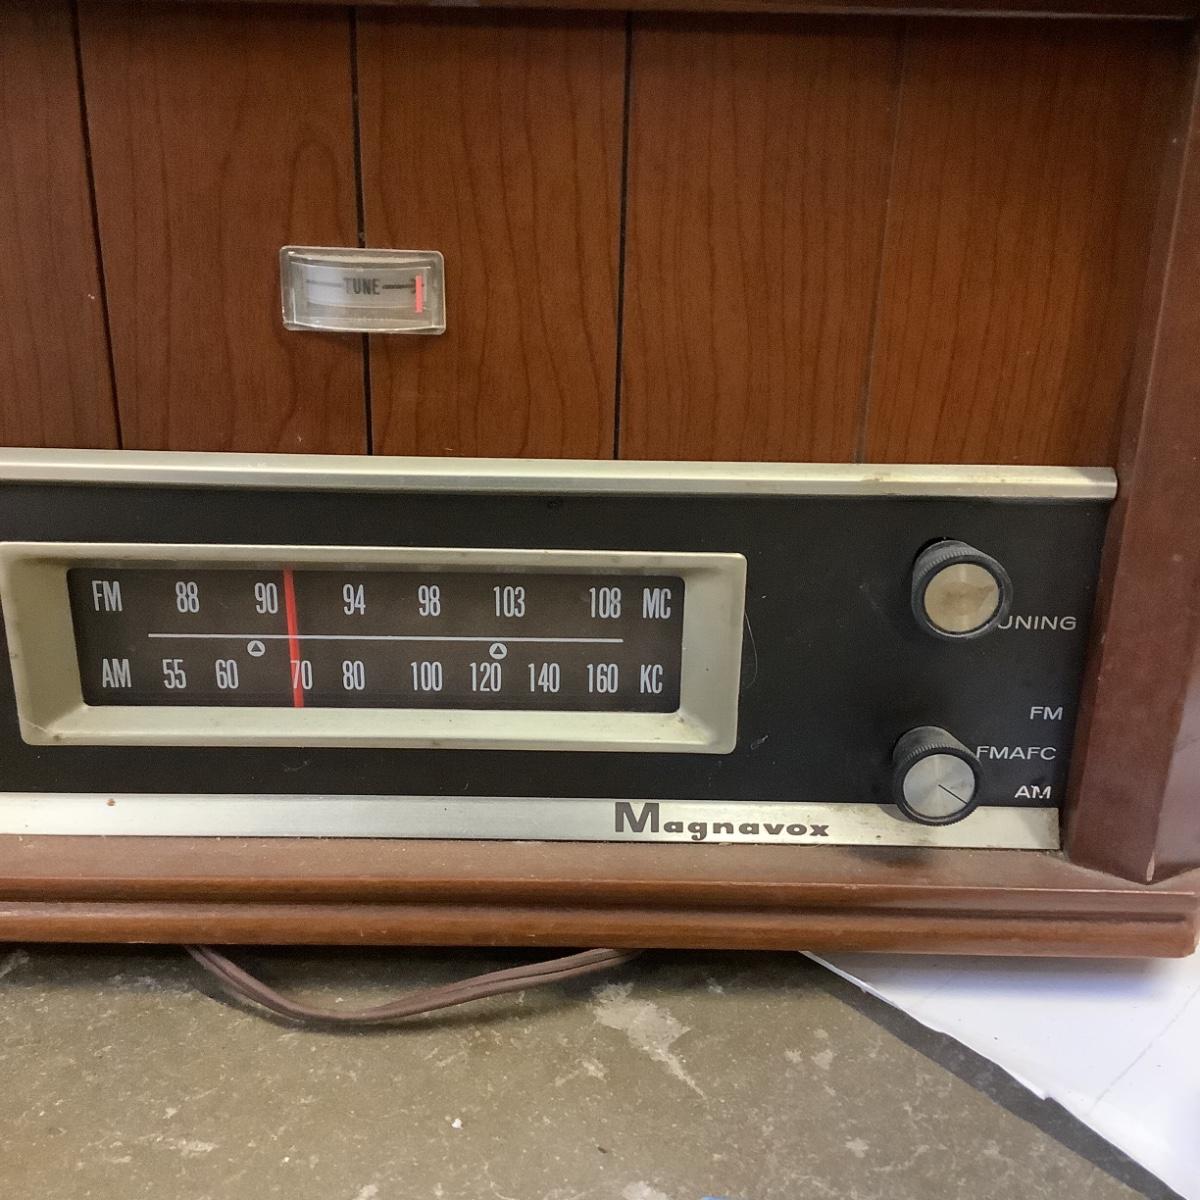 TUNE
FM 88 90 94 98 103 108 MC
AM 55 60 70 80 100 120 140 160 KC
UNING
FM
FMAFC
AM
Magnavox